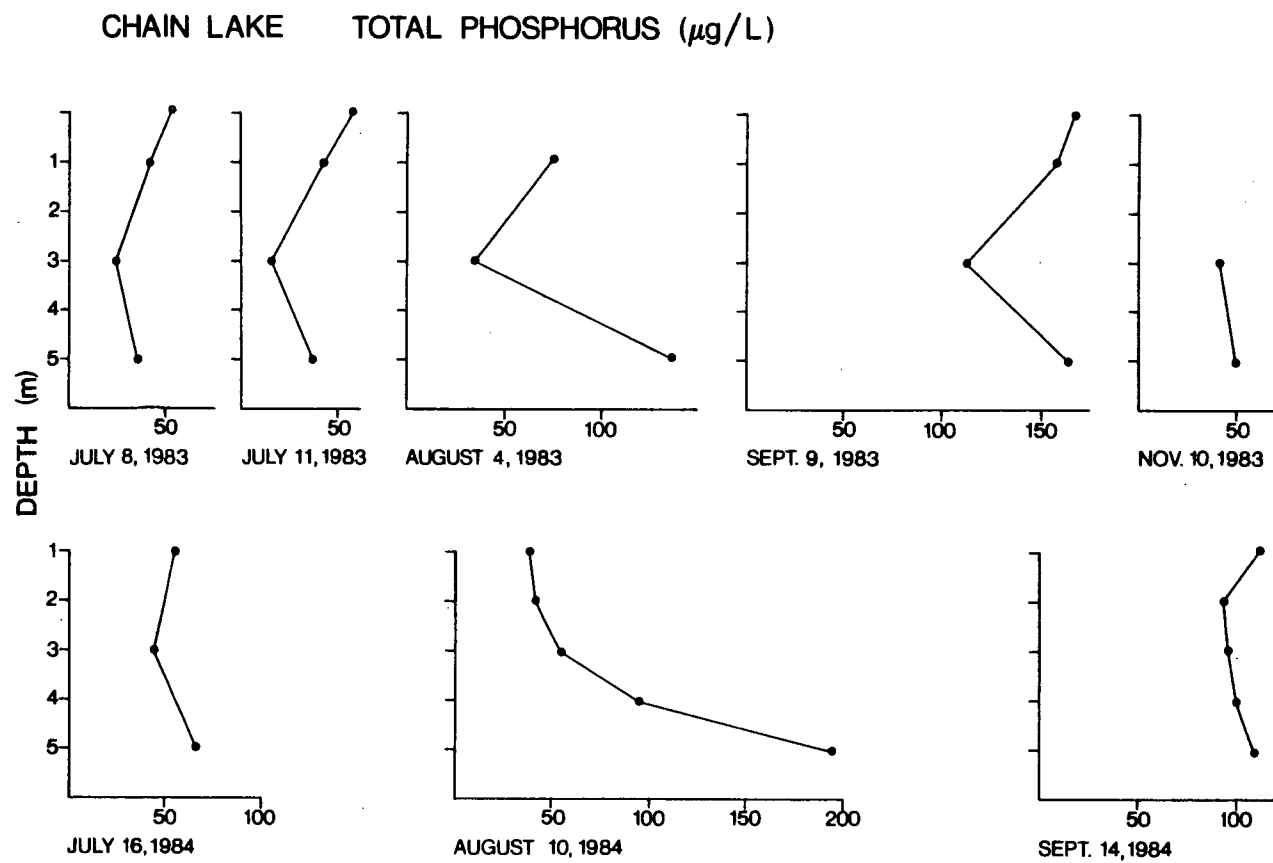 CHAIN LAKE TOTAL PHOSPHORUS (µg/L)
1
2
3
4
5
50
50
50 100
50 100 150
50
JULY 8, 1983
JULY 11, 1983
AUGUST 4, 1983
SEPT. 9, 1983
NOV. 10, 1983
DEPTH (m)
1
2
3
4
5
50 100
50 100 150 200
50 100
JULY 16, 1984
AUGUST 10, 1984
SEPT. 14, 1984